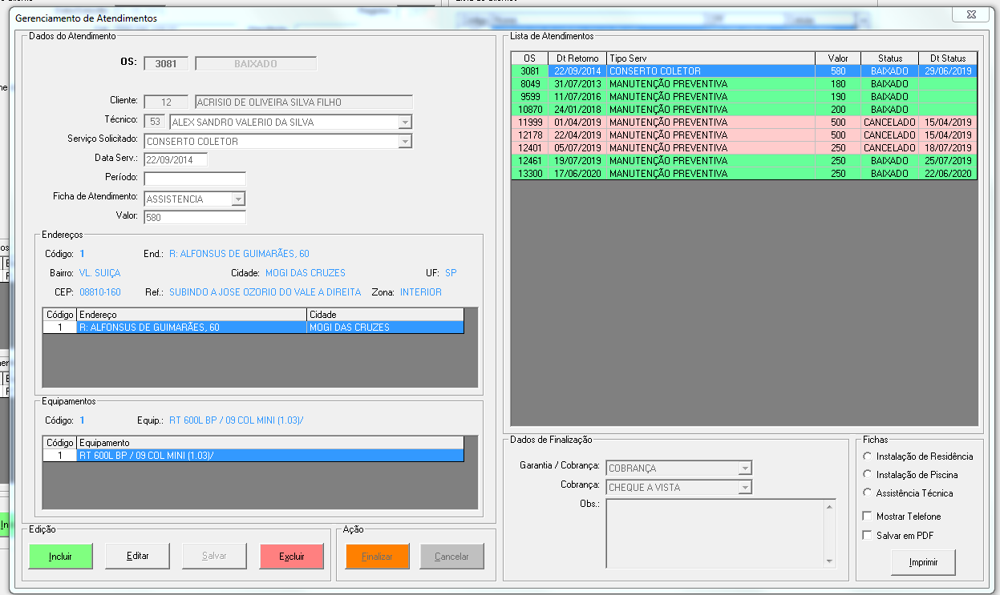 Gerenciamento de Atendimentos
Dados do Atendimento
OS: 3081 BAIXADO
Cliente: 12 ACRISIO DE OLIVEIRA SILVA FILHO
Técnico: 53 ALEX SANDRO VALERIO DA SILVA
Serviço Solicitado: CONSERTO COLETOR
Data Serv.: 22/09/2014
Período:
Ficha de Atendimento: ASSISTENCIA
Valor: 580
Endereços
Código: 1 End.: R: ALFONSUS DE GUIMARÃES, 60
Bairro: VL. SUIÇA Cidade: MOGI DAS CRUZES UF: SP
CEP: 08810-160 Ref.: SUBINDO A JOSE OZORIO DO VALE A DIREITA Zona: INTERIOR
Código Endereço Cidade
1 R: ALFONSUS DE GUIMARÃES, 60 MOGI DAS CRUZES
Equipamentos
Código: 1 Equip.: RT 600L BP / 09 COL MINI (1.03)/
Código Equipamento
1 RT 600L BP / 09 COL MINI (1.03)/
Edição
Incluir Editar Salvar Excluir
Ação
Finalizar Cancelar
Lista de Atendimentos
OS Dt Retorno Tipo Serv Valor Status Dt Status
3081 22/09/2014 CONSERTO COLETOR 580 BAIXADO 29/06/2019
8049 31/07/2013 MANUTENÇÃO PREVENTIVA 180 BAIXADO
9599 11/07/2016 MANUTENÇÃO PREVENTIVA 190 BAIXADO
10870 24/01/2018 MANUTENÇÃO PREVENTIVA 200 BAIXADO
11999 01/04/2019 MANUTENÇÃO PREVENTIVA 500 CANCELADO 15/04/2019
12178 22/04/2019 MANUTENÇÃO PREVENTIVA 500 CANCELADO 15/04/2019
12401 05/07/2019 MANUTENÇÃO PREVENTIVA 250 CANCELADO 18/07/2019
12461 19/07/2019 MANUTENÇÃO PREVENTIVA 250 BAIXADO 25/07/2019
13300 17/06/2020 MANUTENÇÃO PREVENTIVA 250 BAIXADO 22/06/2020
Dados de Finalização
Garantia / Cobrança: COBRANÇA
Cobrança: CHEQUE A VISTA
Obs.:
Fichas
Instalação de Residência
Instalação de Piscina
Assistência Técnica
Mostrar Telefone
Salvar em PDF
Imprimir